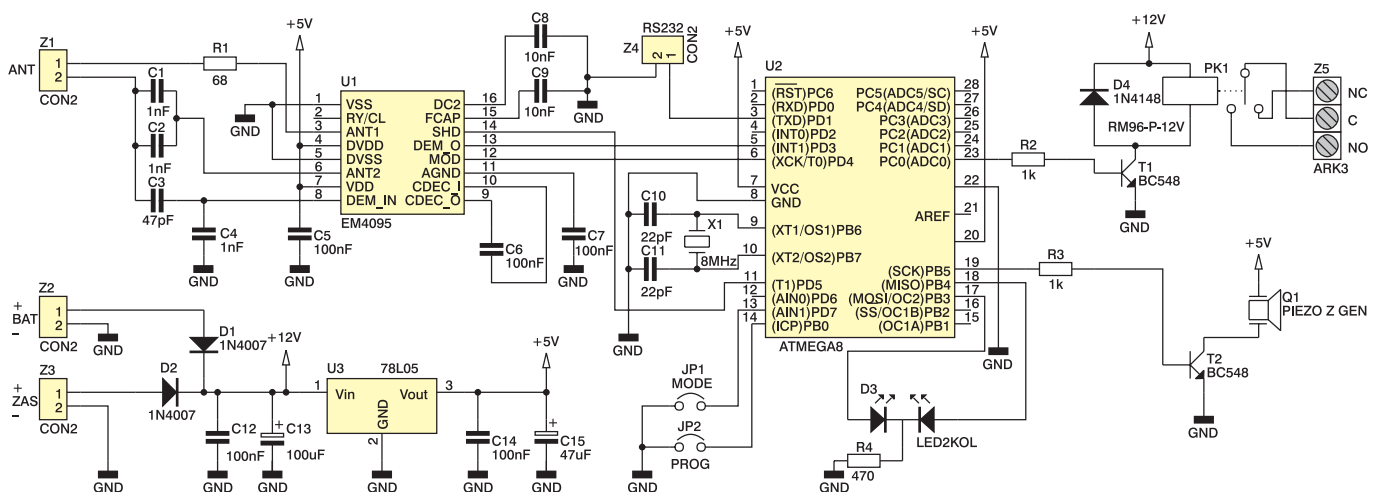 Z1
ANT
1
2
CON2
R1
68
C1
1nF
C2
1nF
C3
47pF
C4
1nF
GND
+5V
C5
100nF
GND
GND
U1
1 VSS
2 RY/CL
3 ANT1
4 DVDD
5 DVSS
6 ANT2
7 VDD
8 DEM_IN
DC2 16
FCAP 15
SHD 14
DEM_O 13
MOD 12
AGND 11
CDEC_I 10
CDEC_O 9
EM4095
C8
10nF
C9
10nF
GND
C6
100nF
C7
100nF
GND
RS232
Z4
2 1
CON2
+5V
U2
1 (RST)PC6
2 (RXD)PD0
3 (TXD)PD1
4 (INT0)PD2
5 (INT1)PD3
6 (XCK/T0)PD4
7 VCC
8 GND
9 (XT1/OS1)PB6
10 (XT2/OS2)PB7
11 (T1)PD5
12 (AIN0)PD6
13 (AIN1)PD7
14 (ICP)PB0
PC5(ADC5/SC) 28
PC4(ADC4/SD) 27
PC3(ADC3) 26
PC2(ADC2) 25
PC1(ADC1) 24
PC0(ADC0) 23
22
AREF 21
20
(SCK)PB5 19
(MISO)PB4 18
(MOSI/OC2)PB3 17
(SS/OC1B)PB2 16
(OC1A)PB1 15
ATMEGA8
C10
22pF
C11
22pF
X1
8MHz
GND
+5V
GND
R2
1k
+12V
D4
1N4148
PK1
RM96-P-12V
T1
BC548
GND
Z5
NC
C
NO
ARK3
R3
1k
+5V
Q1
PIEZO Z GEN
T2
BC548
GND
Z2
+
BAT
-
1
2
CON2
GND
Z3
+
ZAS
-
1
2
CON2
GND
D1
1N4007
D2
1N4007
+12V
C12
100nF
GND
+
C13
100uF
GND
U3 78L05
1 Vin
Vout 3
GND
2
GND
C14
100nF
GND
+5V
+
C15
47uF
GND
JP1
MODE
JP2
PROG
GND
D3
LED2KOL
R4
470
GND